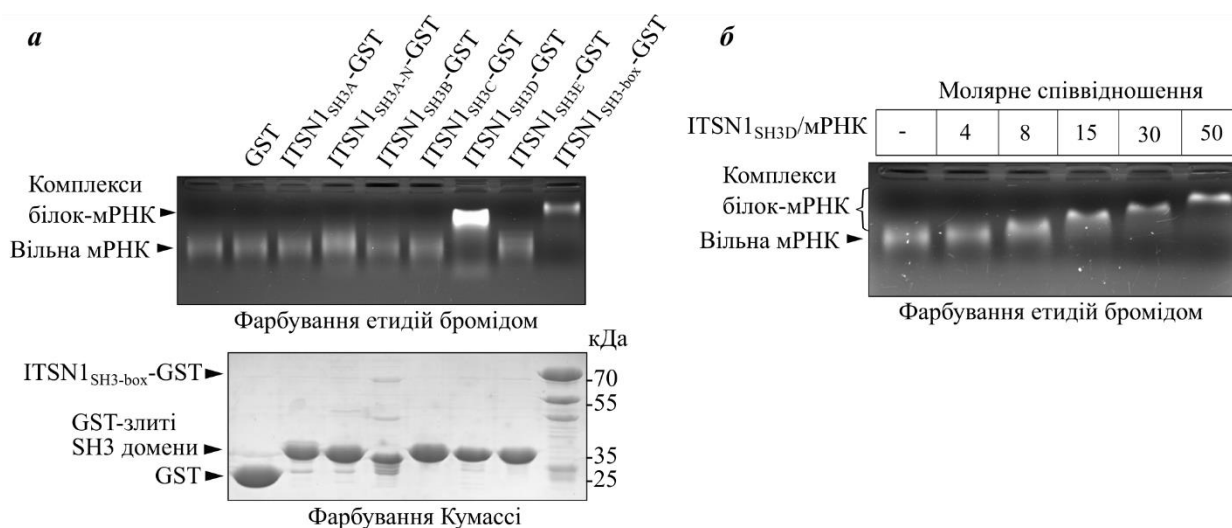 а
GST
ITSN1SH3A-GST
ITSN1SH3A-N-GST
ITSN1SH3B-GST
ITSN1SH3C-GST
ITSN1SH3D-GST
ITSN1SH3E-GST
ITSN1SH3-box-GST
Комплекси
білок-мРНК
Вільна мРНК
Фарбування етидій бромідом
кДа
ITSN1SH3-box-GST
-70
-55
GST-злиті
SH3 домени
-35
GST
-25
Фарбування Кумассі
б
Молярне співвідношення
ITSN1SH3D/мРНК - 4 8 15 30 50
Комплекси
білок-мРНК
Вільна мРНК
Фарбування етидій бромідом